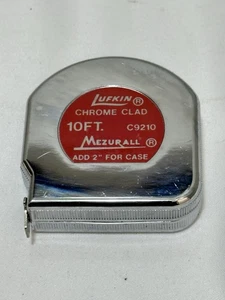 LUFKIN®
CHROME CLAD
10FT. C9210
MEZURALL®
ADD 2" FOR CASE